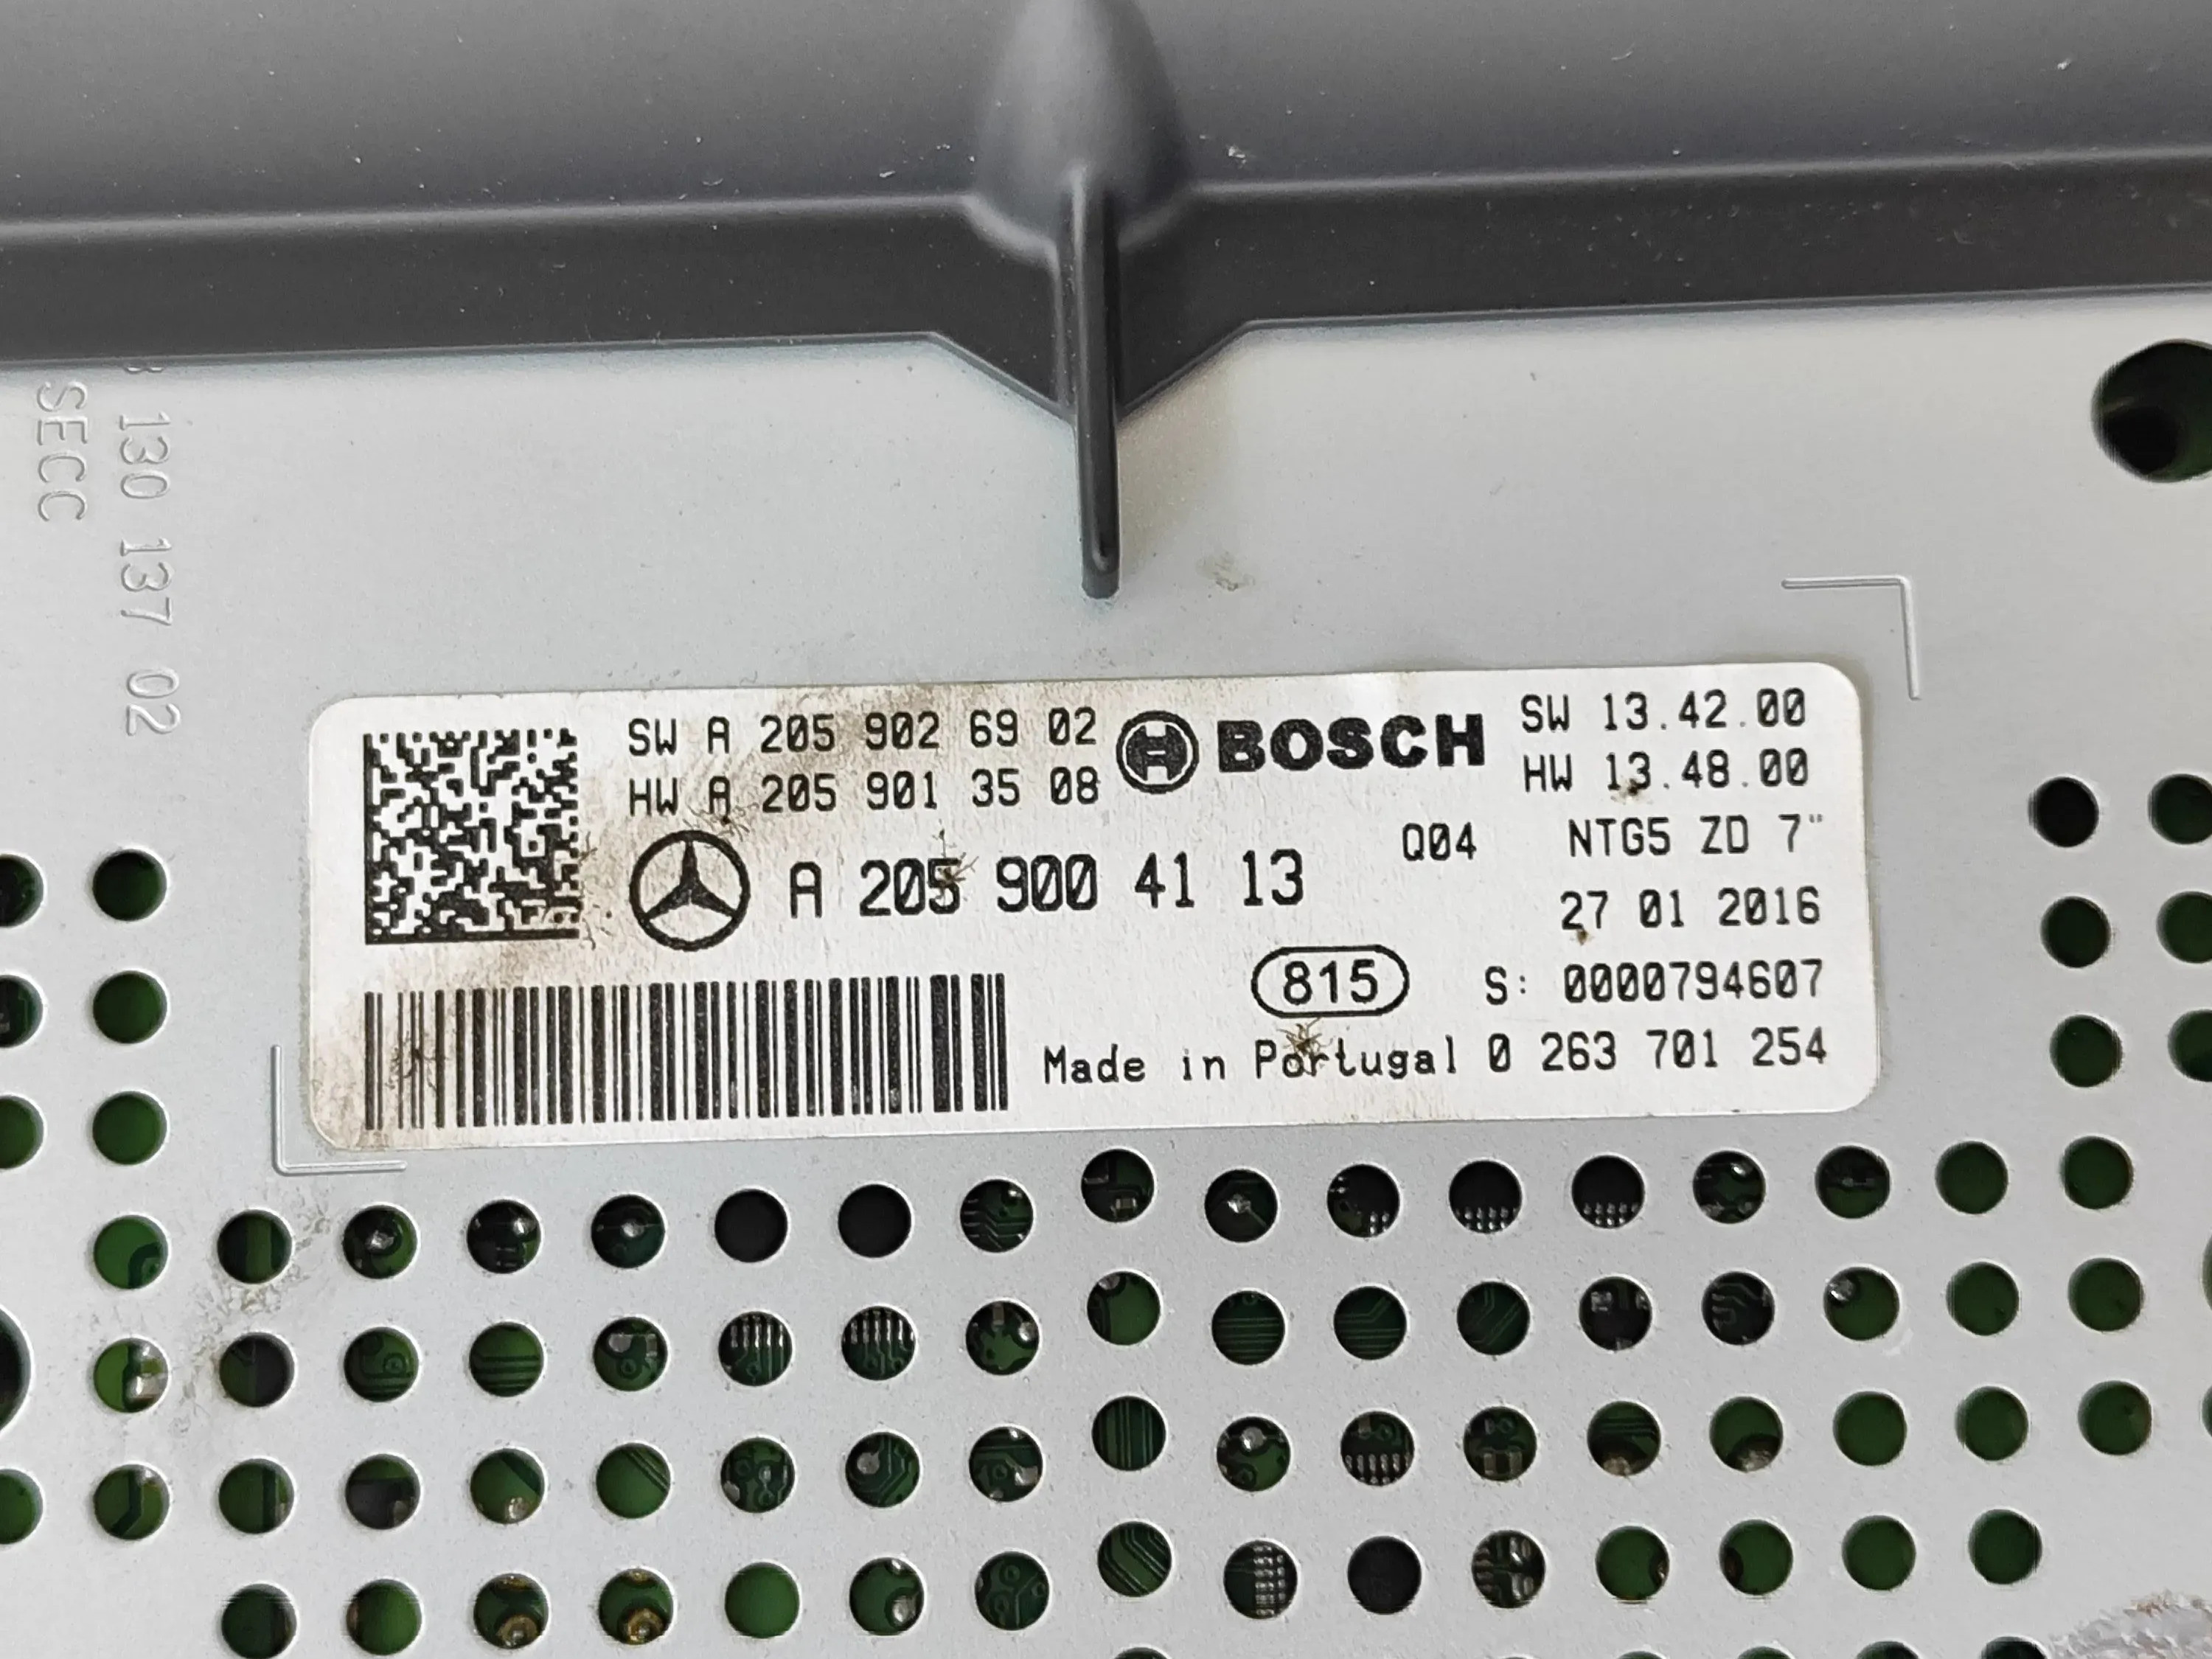 130 137 02
SECC
SW A 205 902 69 02
HW A 205 901 35 08
BOSCH
SW 13.42.00
HW 13.48.00
A 205 900 41 13
Q04 NTG5 ZD 7"
27 01 2016
815
S: 0000794607
Made in Portugal 0 263 701 254